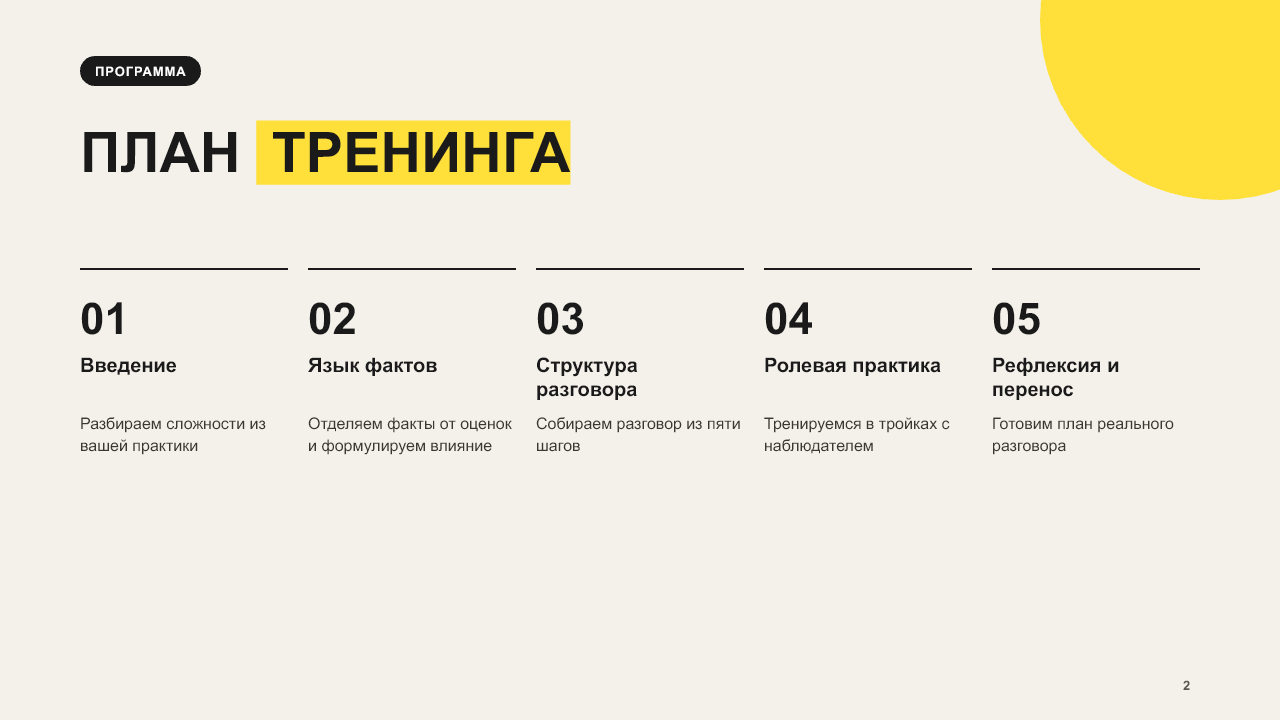 ПРОГРАММА
ПЛАН ТРЕНИНГА
01
Введение
Разбираем сложности из
вашей практики
02
Язык фактов
Отделяем факты от оценок
и формулируем влияние
03
Структура
разговора
Собираем разговор из пяти
шагов
04
Ролевая практика
Тренируемся в тройках с
наблюдателем
05
Рефлексия и
перенос
Готовим план реального
разговора
2